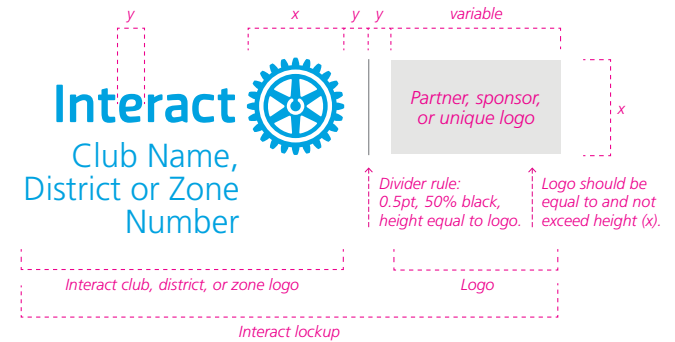 y
x
y
y
variable
Interact
Club Name,
District or Zone
Number
Partner, sponsor,
or unique logo
x
Divider rule:
0.5pt, 50% black,
height equal to logo.
Logo should be
equal to and not
exceed height (x).
Interact club, district, or zone logo
Logo
Interact lockup